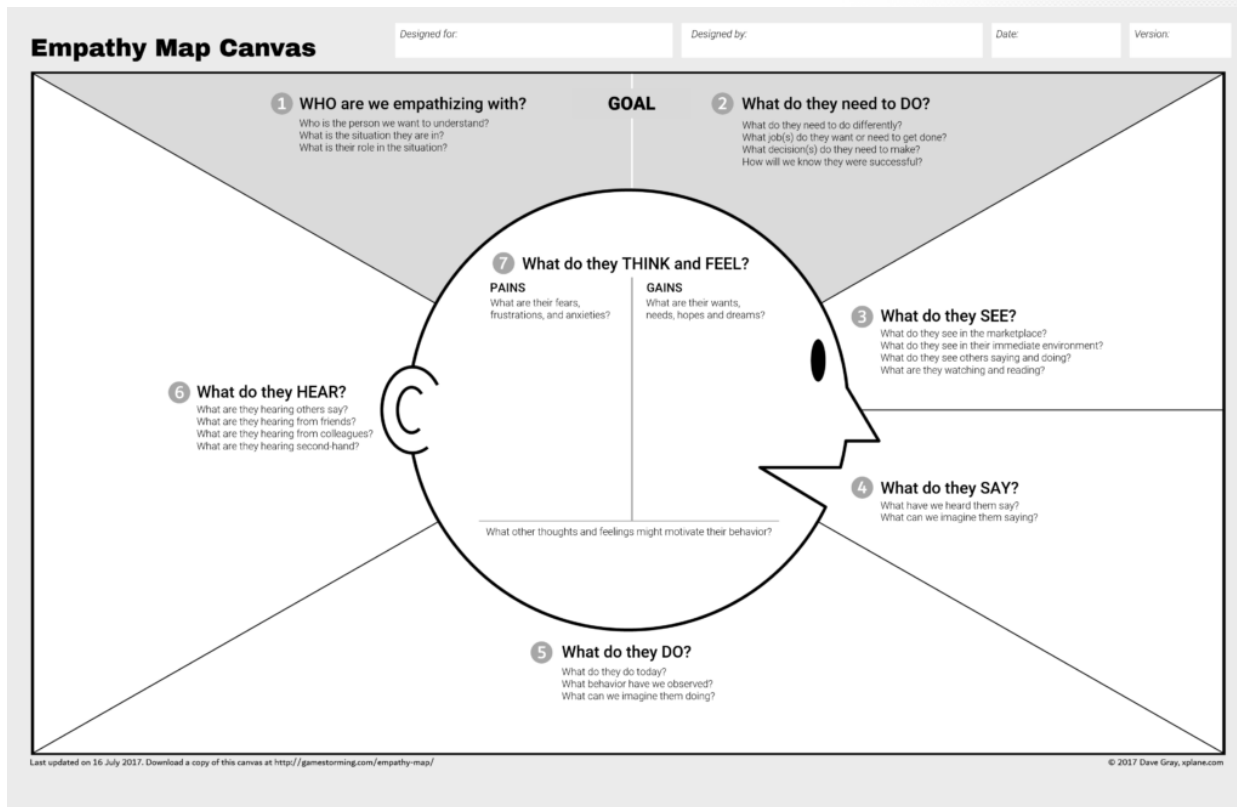 Empathy Map Canvas
Designed for:
Designed by:
Date:
Version:
1 WHO are we empathizing with?
Who is the person we want to understand?
What is the situation they are in?
What is their role in the situation?
GOAL
2 What do they need to DO?
What do they need to do differently?
What job(s) do they want or need to get done?
What decision(s) do they need to make?
How will we know they were successful?
3 What do they SEE?
What do they see in the marketplace?
What do they see in their immediate environment?
What do they see others saying and doing?
What are they watching and reading?
4 What do they SAY?
What have we heard them say?
What can we imagine them saying?
5 What do they DO?
What do they do today?
What behavior have we observed?
What can we imagine them doing?
6 What do they HEAR?
What are they hearing others say?
What are they hearing from friends?
What are they hearing from colleagues?
What are they hearing second-hand?
7 What do they THINK and FEEL?
PAINS
What are their fears,
frustrations, and anxieties?
GAINS
What are their wants,
needs, hopes and dreams?
What other thoughts and feelings might motivate their behavior?
Last updated on 16 July 2017. Download a copy of this canvas at http://gamestorming.com/empathy-map/
© 2017 Dave Gray, xplane.com